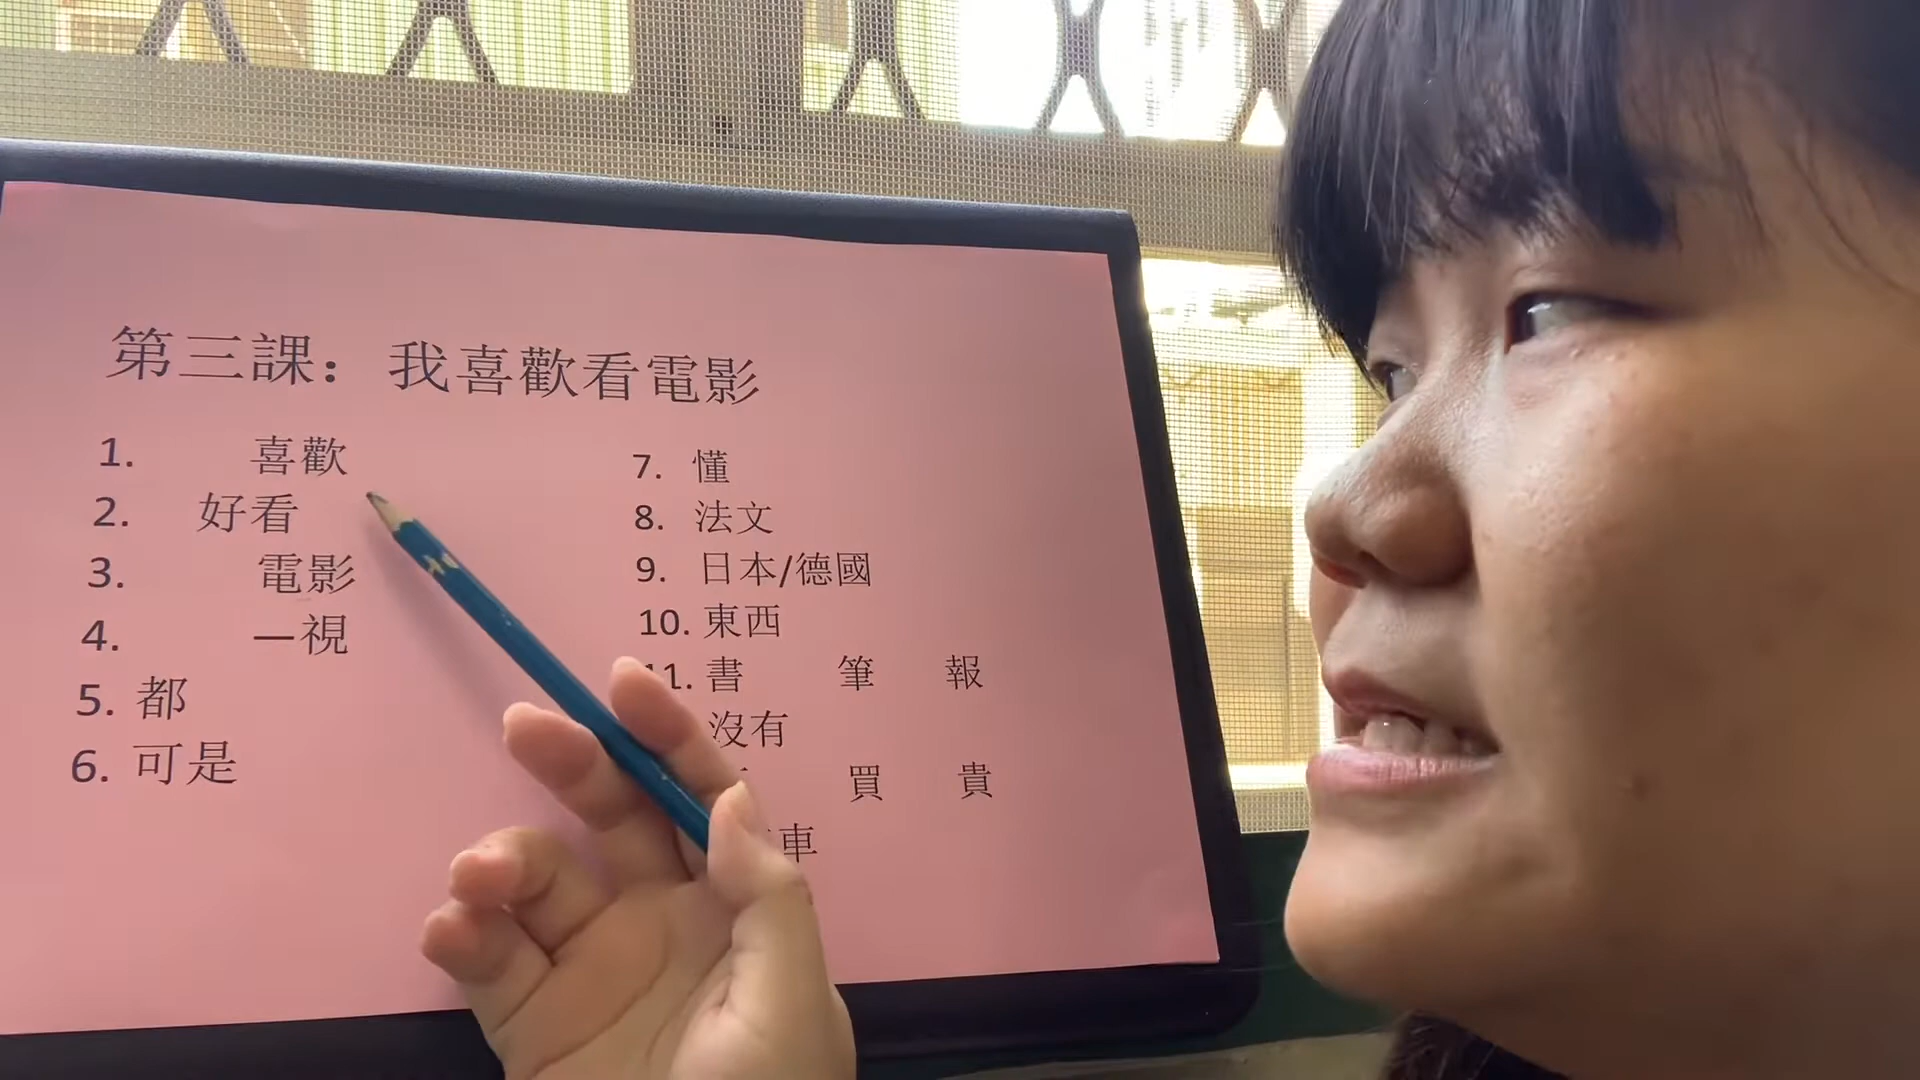 第三課：我喜歡看電影
1. 喜歡
2. 好看
3. 電影
4. —視
5. 都
6. 可是
7. 懂
8. 法文
9. 日本/德國
10. 東西
11. 書 筆 報
沒有
買 貴
車